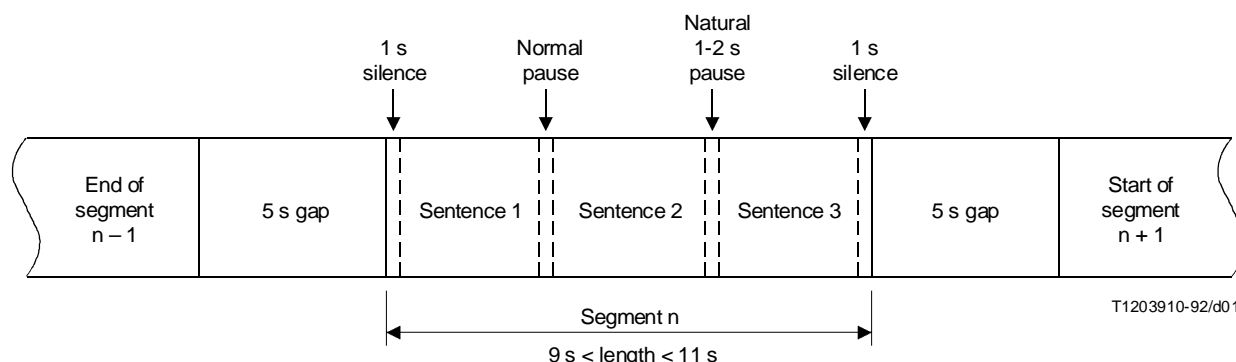 1 s
silence
Normal
pause
Natural
1-2 s
pause
1 s
silence
End of
segment
n – 1
5 s gap
Sentence 1
Sentence 2
Sentence 3
5 s gap
Start of
segment
n + 1
T1203910-92/d01
Segment n
9 s < length < 11 s